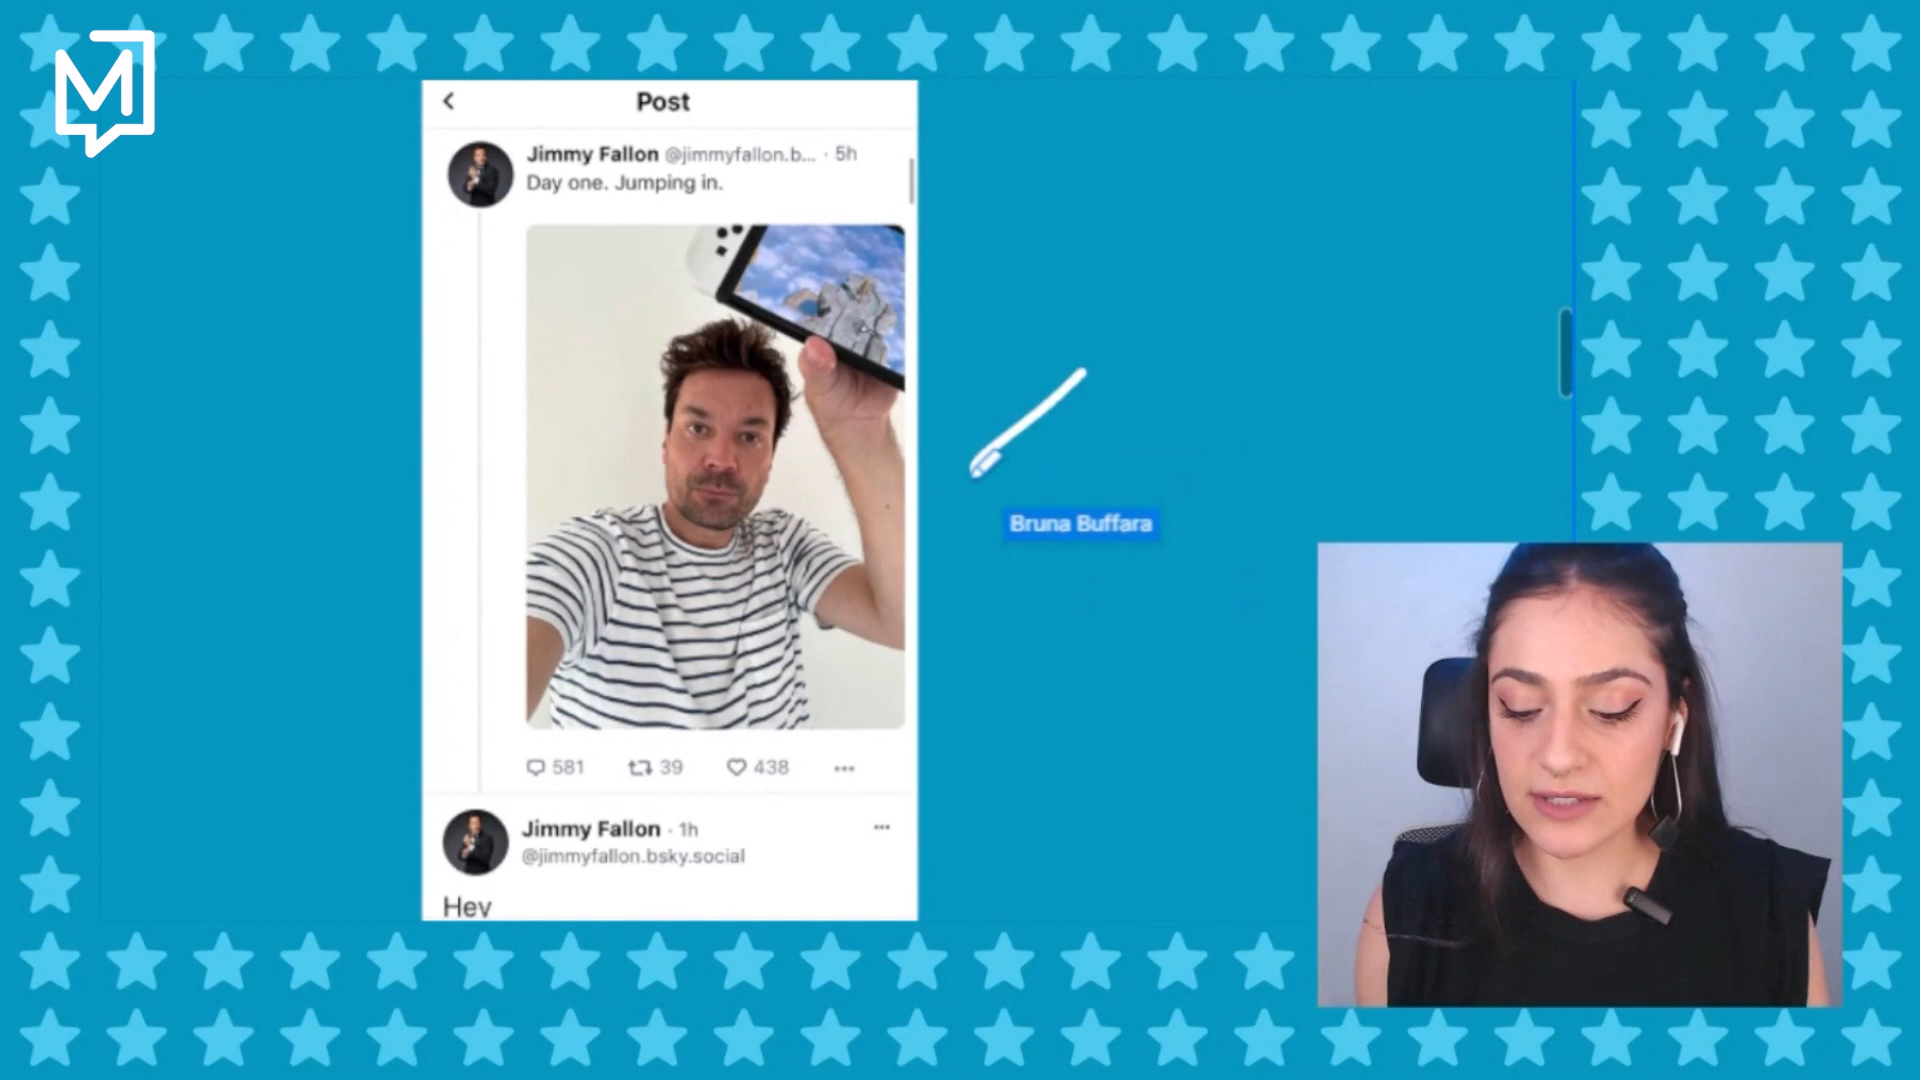 M
Post
Jimmy Fallon @jimmyfallon.b... · 5h
Day one. Jumping in.
581 39 438
Jimmy Fallon · 1h
@jimmyfallon.bsky.social
Hey
Bruna Buffara